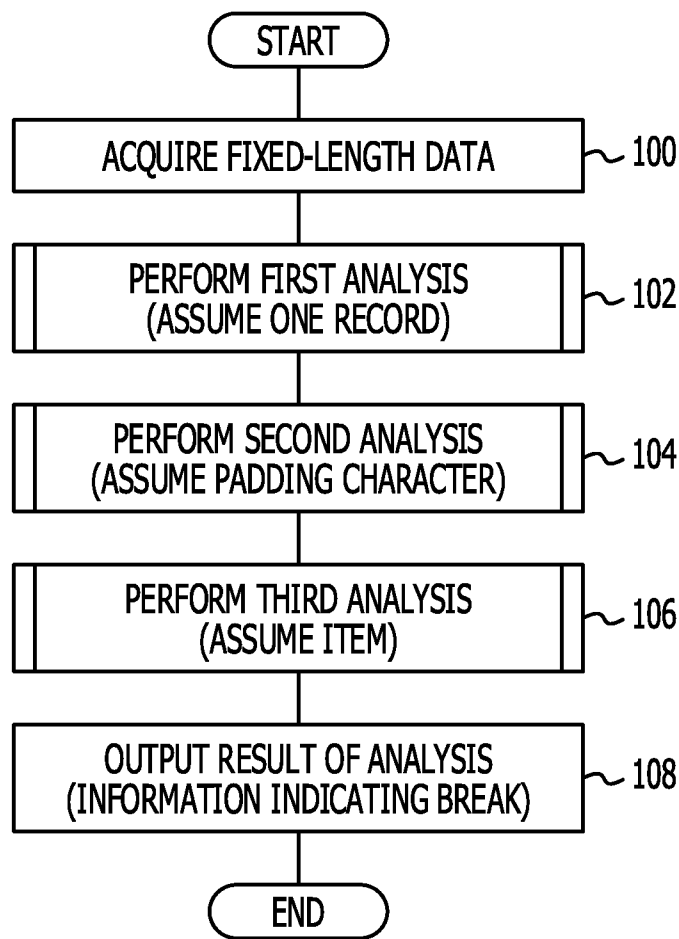 START
ACQUIRE FIXED-LENGTH DATA
100
PERFORM FIRST ANALYSIS
(ASSUME ONE RECORD)
102
PERFORM SECOND ANALYSIS
(ASSUME PADDING CHARACTER)
104
PERFORM THIRD ANALYSIS
(ASSUME ITEM)
106
OUTPUT RESULT OF ANALYSIS
(INFORMATION INDICATING BREAK)
108
END